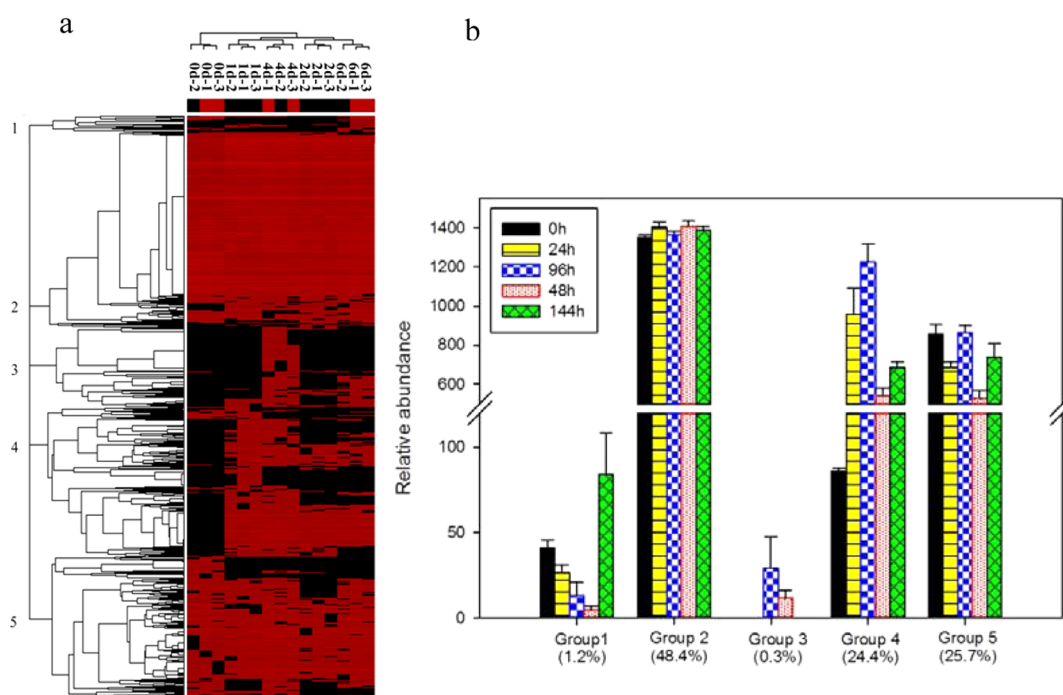 a
b
0d-2
0d-1
0d-3
1d-2
1d-1
1d-3
4d-1
4d-2
4d-3
2d-2
2d-1
2d-3
6d-2
6d-1
6d-3
1
2
3
4
5
Relative abundance
1400
1200
1000
800
600
100
50
0
0h
24h
96h
48h
144h
Group1
(1.2%)
Group 2
(48.4%)
Group 3
(0.3%)
Group 4
(24.4%)
Group 5
(25.7%)